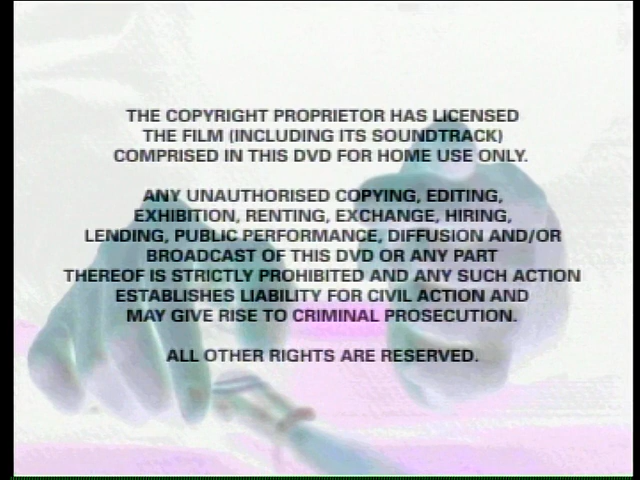 THE COPYRIGHT PROPRIETOR HAS LICENSED
THE FILM (INCLUDING ITS SOUNDTRACK)
COMPRISED IN THIS DVD FOR HOME USE ONLY.
ANY UNAUTHORISED COPYING, EDITING,
EXHIBITION, RENTING, EXCHANGE, HIRING,
LENDING, PUBLIC PERFORMANCE, DIFFUSION AND/OR
BROADCAST OF THIS DVD OR ANY PART
THEREOF IS STRICTLY PROHIBITED AND ANY SUCH ACTION
ESTABLISHES LIABILITY FOR CIVIL ACTION AND
MAY GIVE RISE TO CRIMINAL PROSECUTION.
ALL OTHER RIGHTS ARE RESERVED.